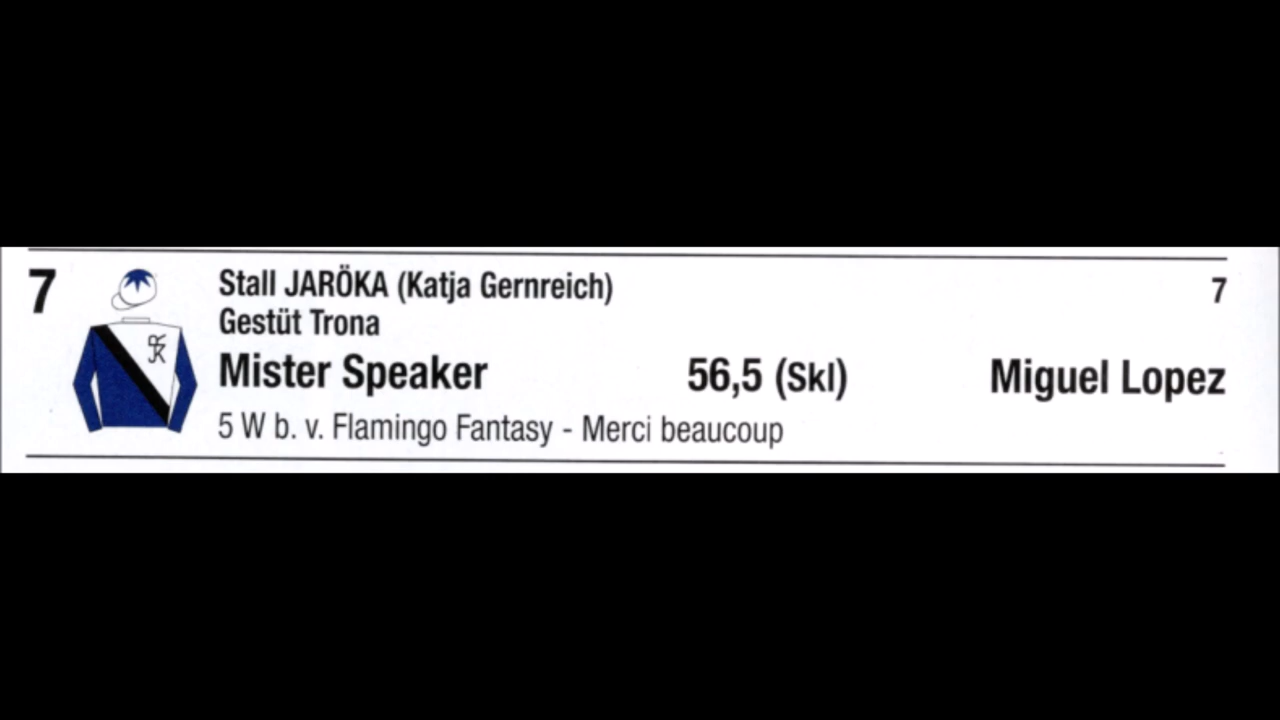 7
Stall JARÖKA (Katja Gernreich)
7
Gestüt Trona
Mister Speaker 56,5 (Skl) Miguel Lopez
5 W b. v. Flamingo Fantasy - Merci beaucoup